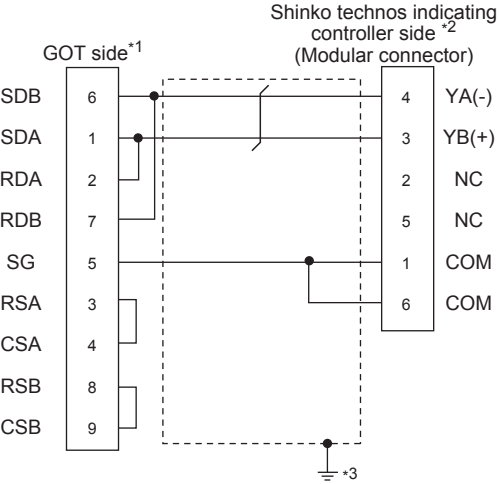 Shinko technos indicating
controller side *2
(Modular connector)
GOT side*1
SDB 6 4 YA(-)
SDA 1 3 YB(+)
RDA 2 2 NC
RDB 7 5 NC
SG 5 1 COM
RSA 3 6 COM
CSA 4
RSB 8
CSB 9
*3